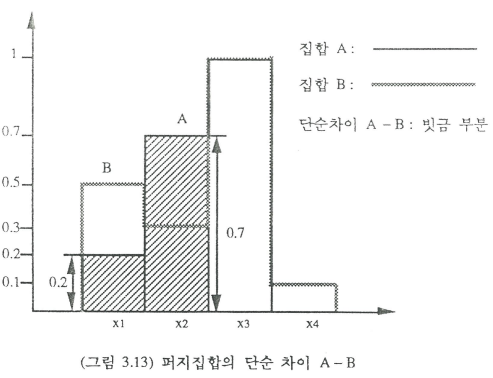 1
0.7
0.5
0.3
0.2
0.1
B
A
0.2
0.7
x1
x2
x3
x4
집합 A:
집합 B:
단순차이 A – B: 빗금 부분
(그림 3.13) 퍼지집합의 단순 차이 A – B